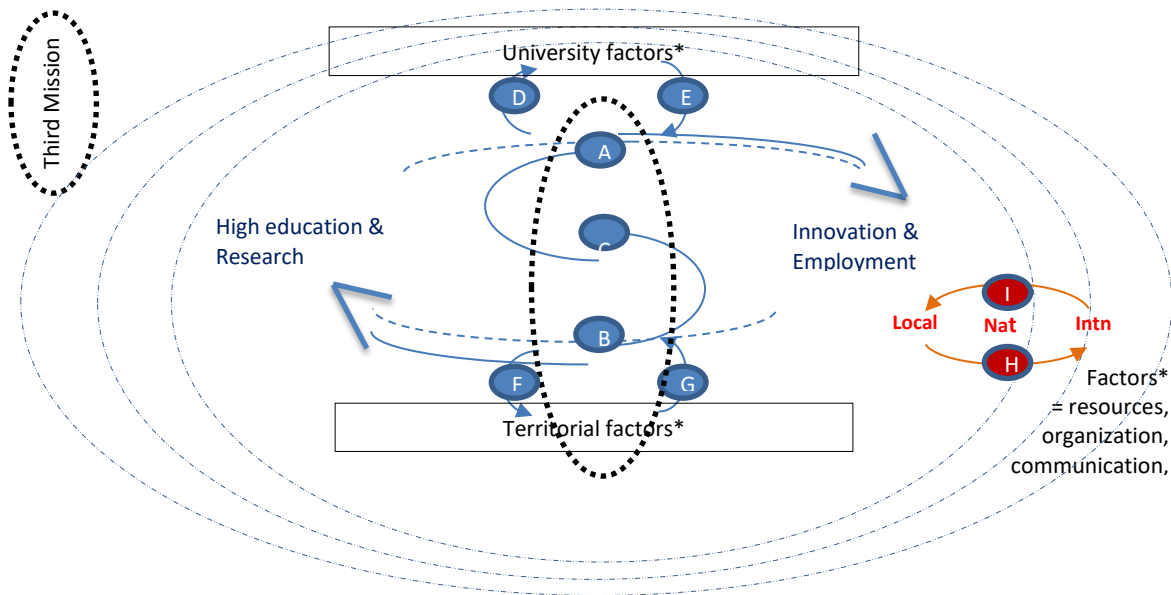 Third Mission
University factors*
D
E
A
High education &
Research
C
Innovation &
Employment
I
Local
Nat
Intn
B
H
F
G
Factors*
= resources,
organization,
communication,
Territorial factors*